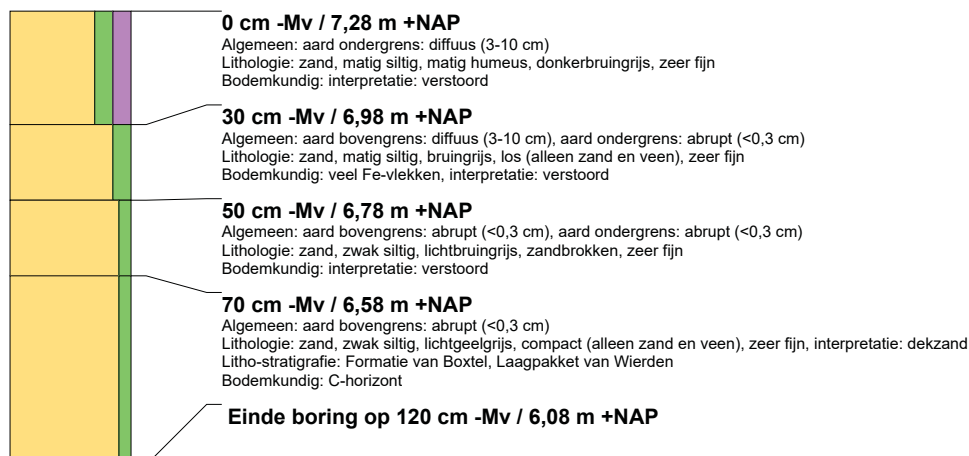 0 cm -Mv / 7,28 m +NAP
Algemeen: aard ondergrens: diffuus (3-10 cm)
Lithologie: zand, matig siltig, matig humeus, donkerbruingrijs, zeer fijn
Bodemkundig: interpretatie: verstoord
30 cm -Mv / 6,98 m +NAP
Algemeen: aard bovengrens: diffuus (3-10 cm), aard ondergrens: abrupt (<0,3 cm)
Lithologie: zand, matig siltig, bruingrijs, los (alleen zand en veen), zeer fijn
Bodemkundig: veel Fe-vlekken, interpretatie: verstoord
50 cm -Mv / 6,78 m +NAP
Algemeen: aard bovengrens: abrupt (<0,3 cm), aard ondergrens: abrupt (<0,3 cm)
Lithologie: zand, zwak siltig, lichtbruingrijs, zandbrokken, zeer fijn
Bodemkundig: interpretatie: verstoord
70 cm -Mv / 6,58 m +NAP
Algemeen: aard bovengrens: abrupt (<0,3 cm)
Lithologie: zand, zwak siltig, lichtgeelgrijs, compact (alleen zand en veen), zeer fijn, interpretatie: dekzand
Litho-stratigrafie: Formatie van Boxtel, Laagpakket van Wierden
Bodemkundig: C-horizont
Einde boring op 120 cm -Mv / 6,08 m +NAP